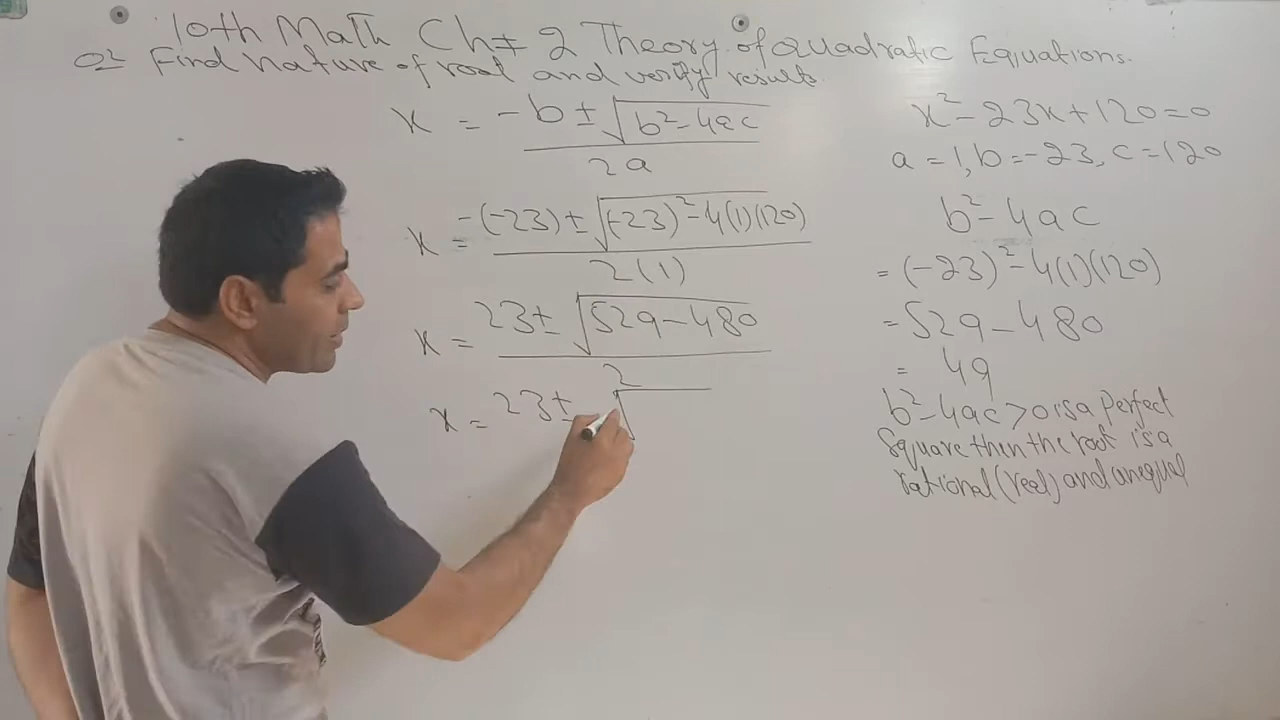 10th Math Ch# 2 Theory of Quadratic Equations.
Q2 Find nature of root and verify results.
x = -b ± √b²-4ac
2a
x = -(-23) ± √(-23)²-4(1)(120)
2(1)
x = 23 ± √529-480
2
x = 23 ± √
x²-23x+120=0
a=1, b=-23, c=120
b²-4ac
= (-23)²-4(1)(120)
= 529-480
= 49
b²-4ac>0 is a perfect
square then the root is a
rational (reel) and unequal